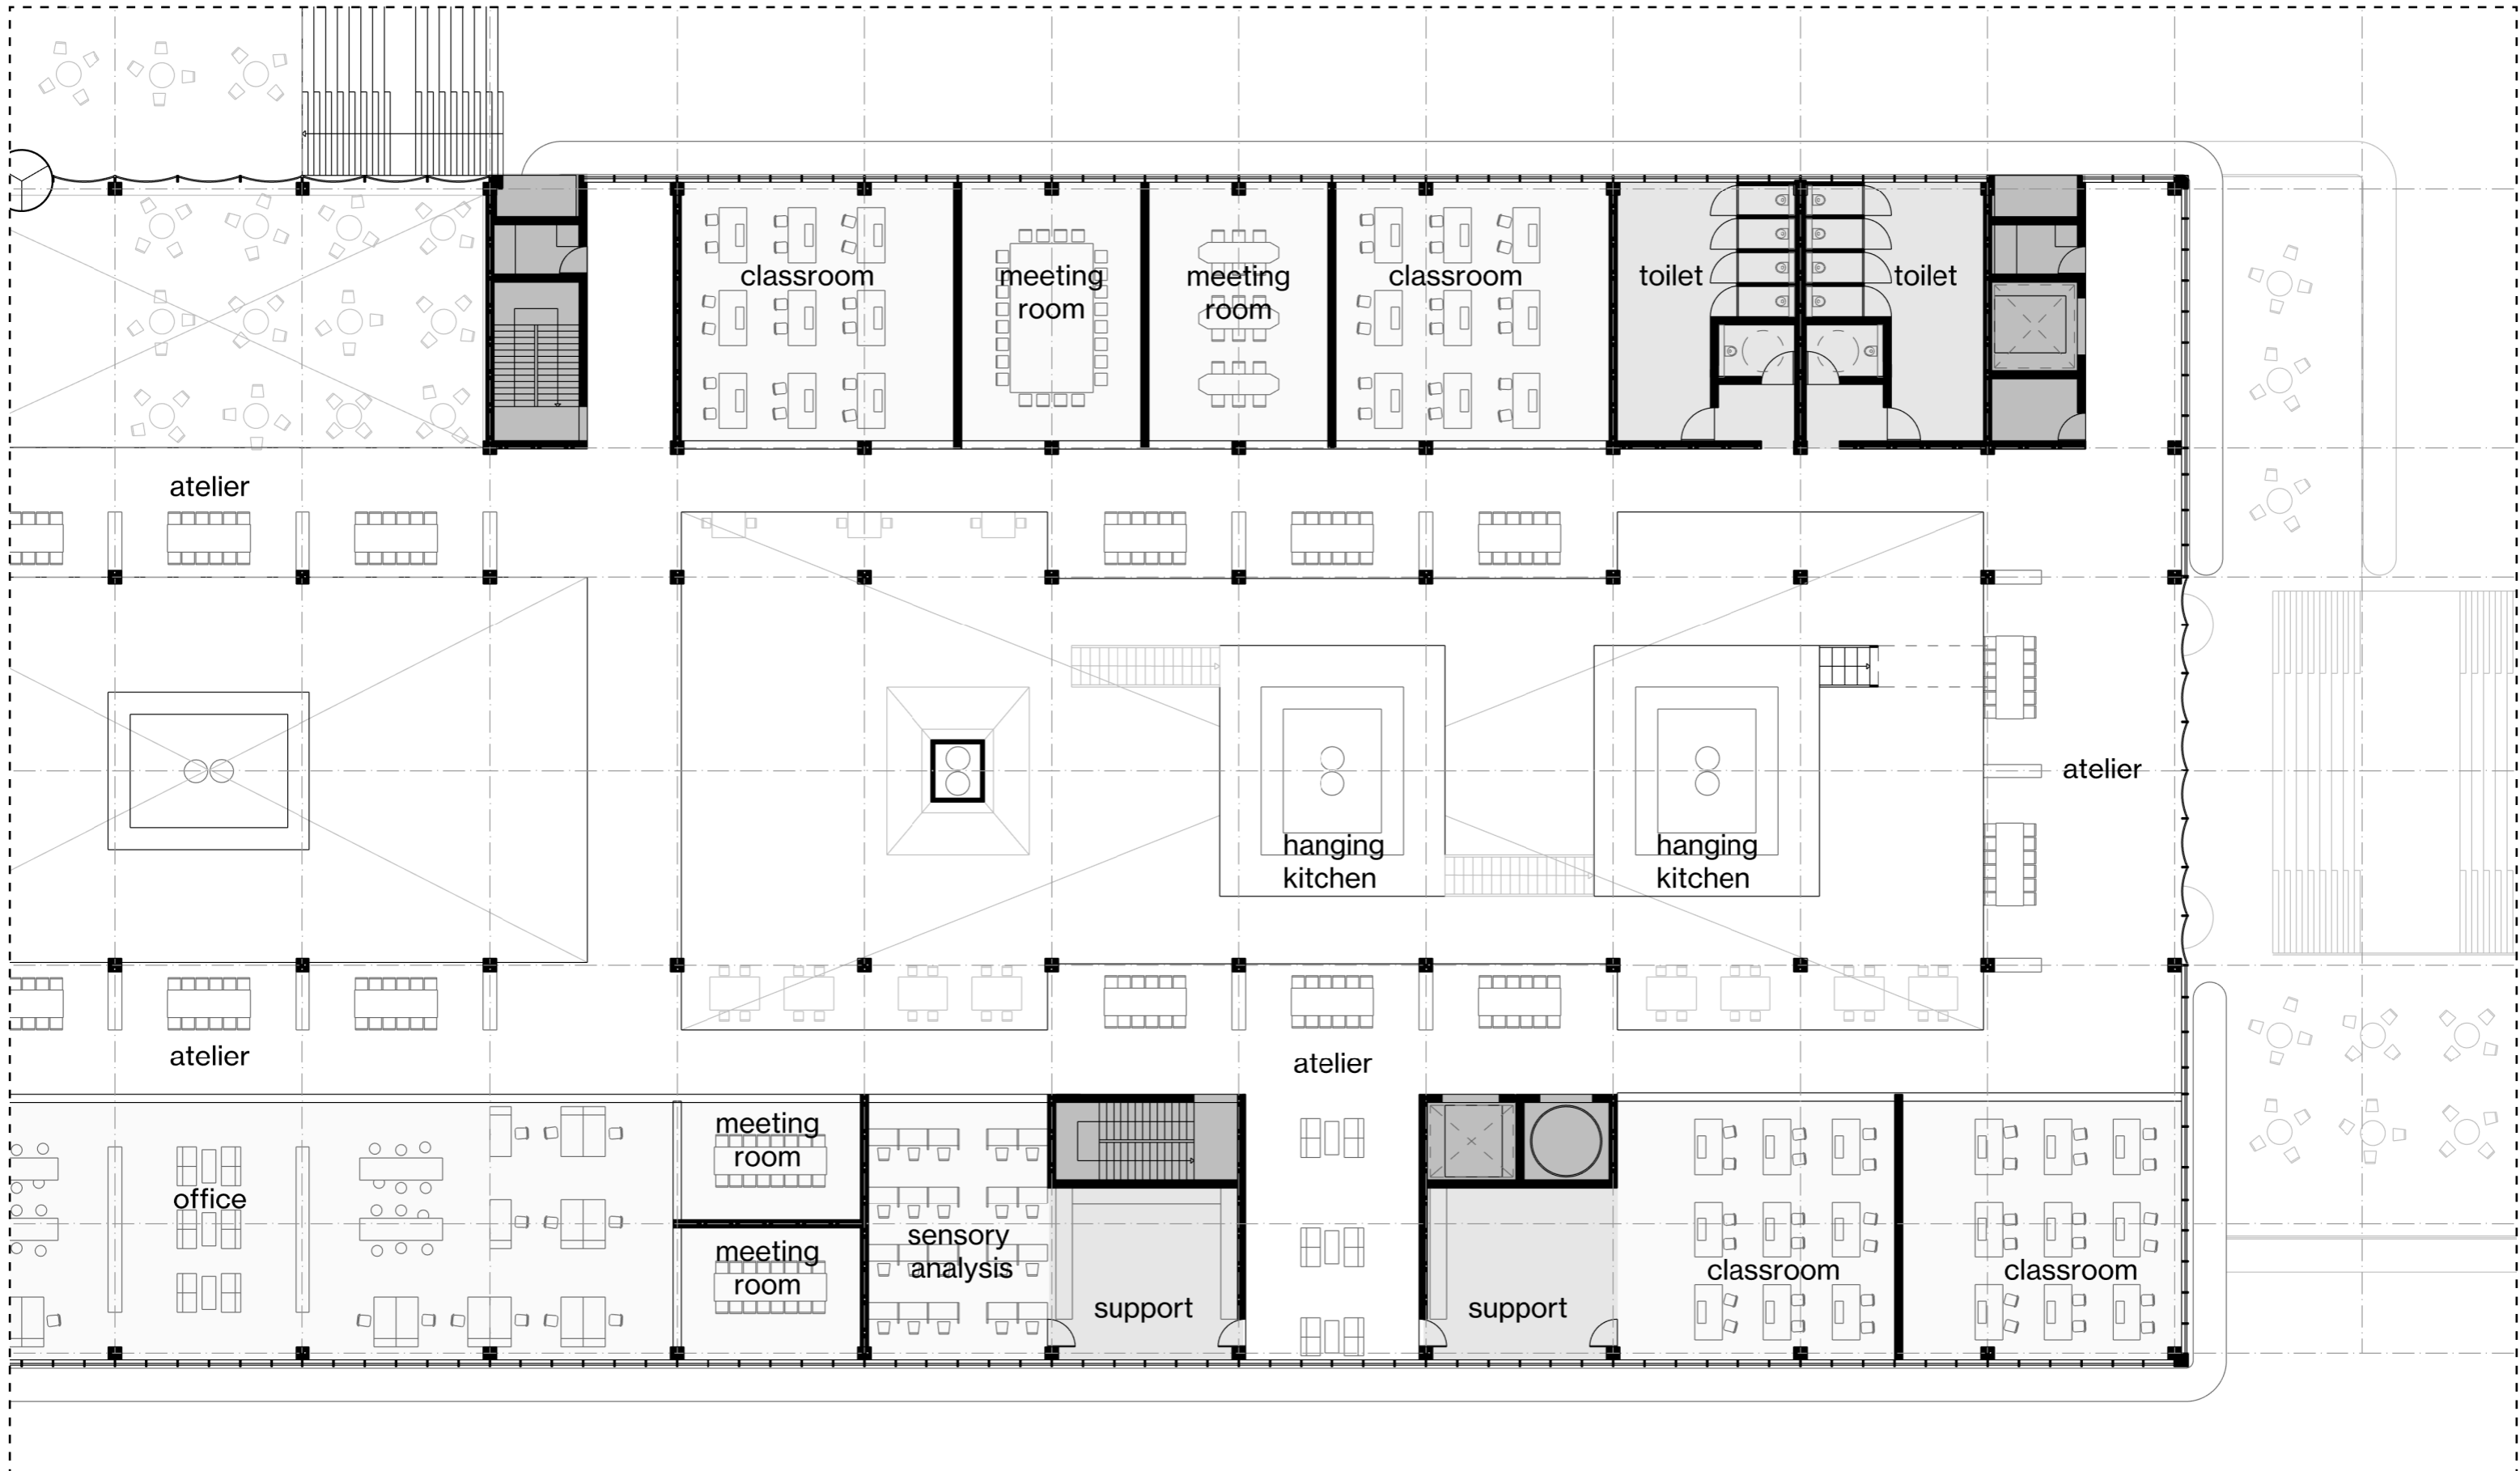 classroom
meeting
room
meeting
room
classroom
toilet
toilet
atelier
atelier
hanging
kitchen
hanging
kitchen
atelier
atelier
meeting
room
office
sensory
analysis
meeting
room
support
support
classroom
classroom